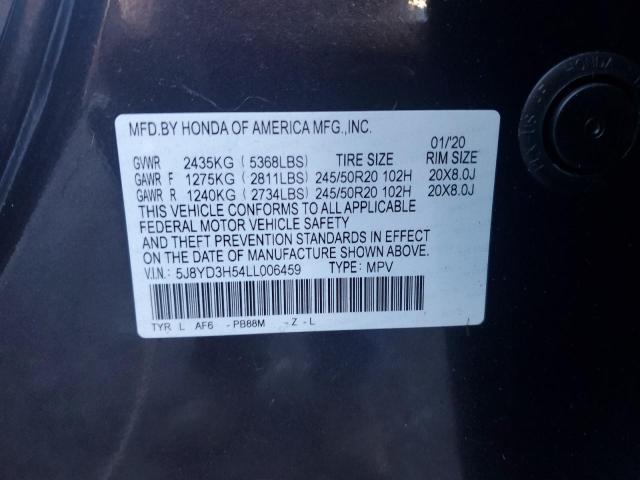 MFD.BY HONDA OF AMERICA MFG.,INC.
01/'20
GVWR 2435KG ( 5368LBS) TIRE SIZE RIM SIZE
GAWR F 1275KG ( 2811LBS) 245/50R20 102H 20X8.0J
GAWR R 1240KG ( 2734LBS) 245/50R20 102H 20X8.0J
THIS VEHICLE CONFORMS TO ALL APPLICABLE
FEDERAL MOTOR VEHICLE SAFETY
AND THEFT PREVENTION STANDARDS IN EFFECT
ON THE DATE OF MANUFACTURE SHOWN ABOVE.
V.I.N.: 5J8YD3H54LL006459 TYPE: MPV
TYR L AF6 -PB88M -Z-L